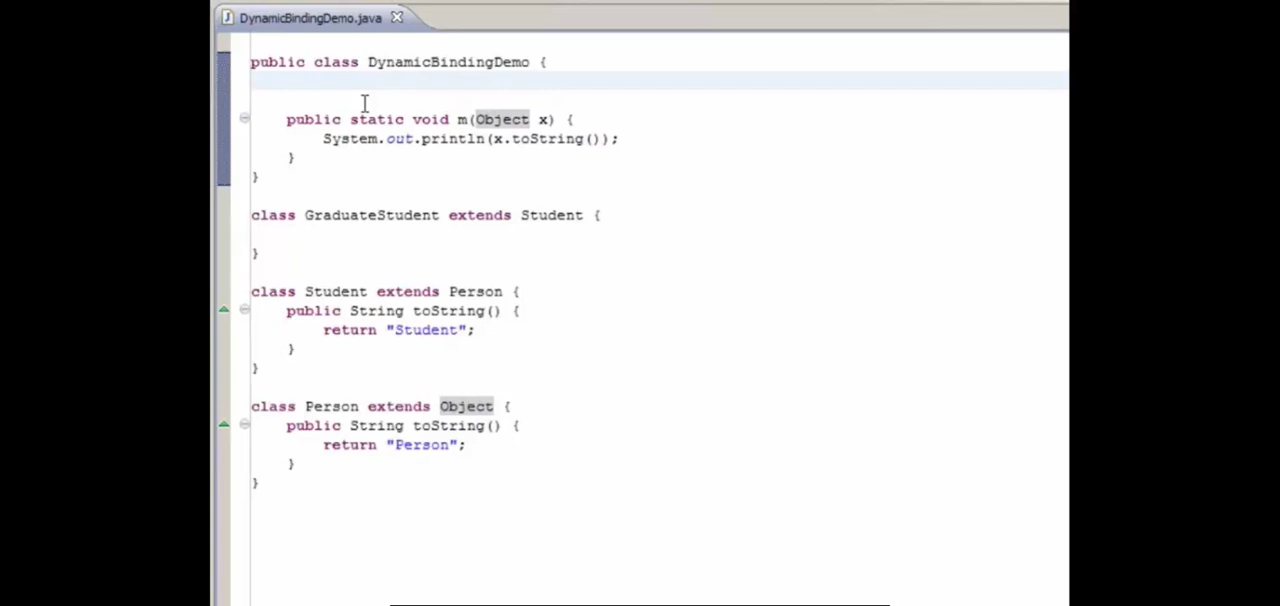 DynamicBindingDemo.java
public class DynamicBindingDemo {
public static void m(Object x) {
System.out.println(x.toString());
}
}
class GraduateStudent extends Student {
}
class Student extends Person {
public String toString() {
return "Student";
}
}
class Person extends Object {
public String toString() {
return "Person";
}
}